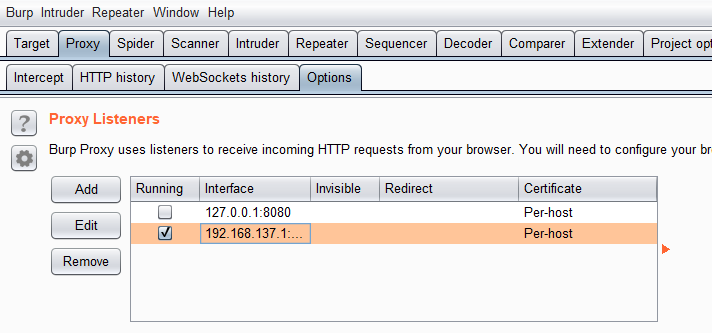 Burp Intruder Repeater Window Help
Target Proxy Spider Scanner Intruder Repeater Sequencer Decoder Comparer Extender Project opt
Intercept HTTP history WebSockets history Options
? Proxy Listeners
Burp Proxy uses listeners to receive incoming HTTP requests from your browser. You will need to configure your br
Add Running Interface Invisible Redirect Certificate
127.0.0.1:8080 Per-host
Edit 192.168.137.1:... Per-host
Remove